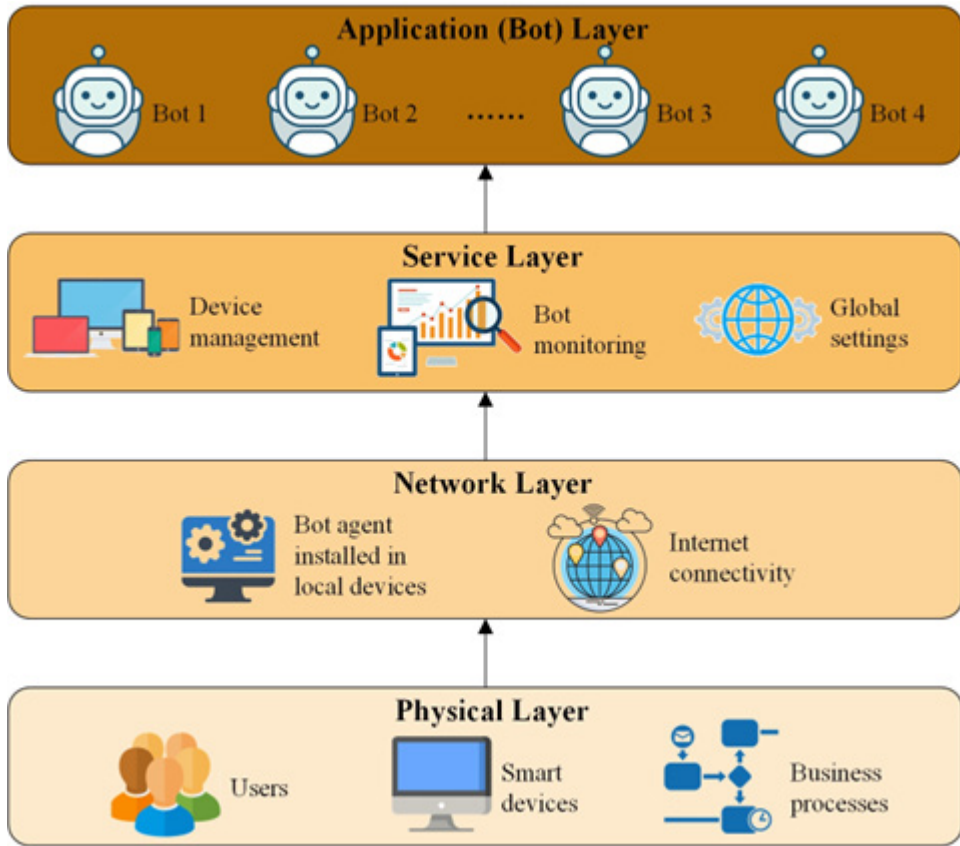 Application (Bot) Layer
Bot 1
Bot 2
......
Bot 3
Bot 4
Service Layer
Device
management
Bot
monitoring
Global
settings
Network Layer
Bot agent
installed in
local devices
Internet
connectivity
Physical Layer
Users
Smart
devices
Business
processes